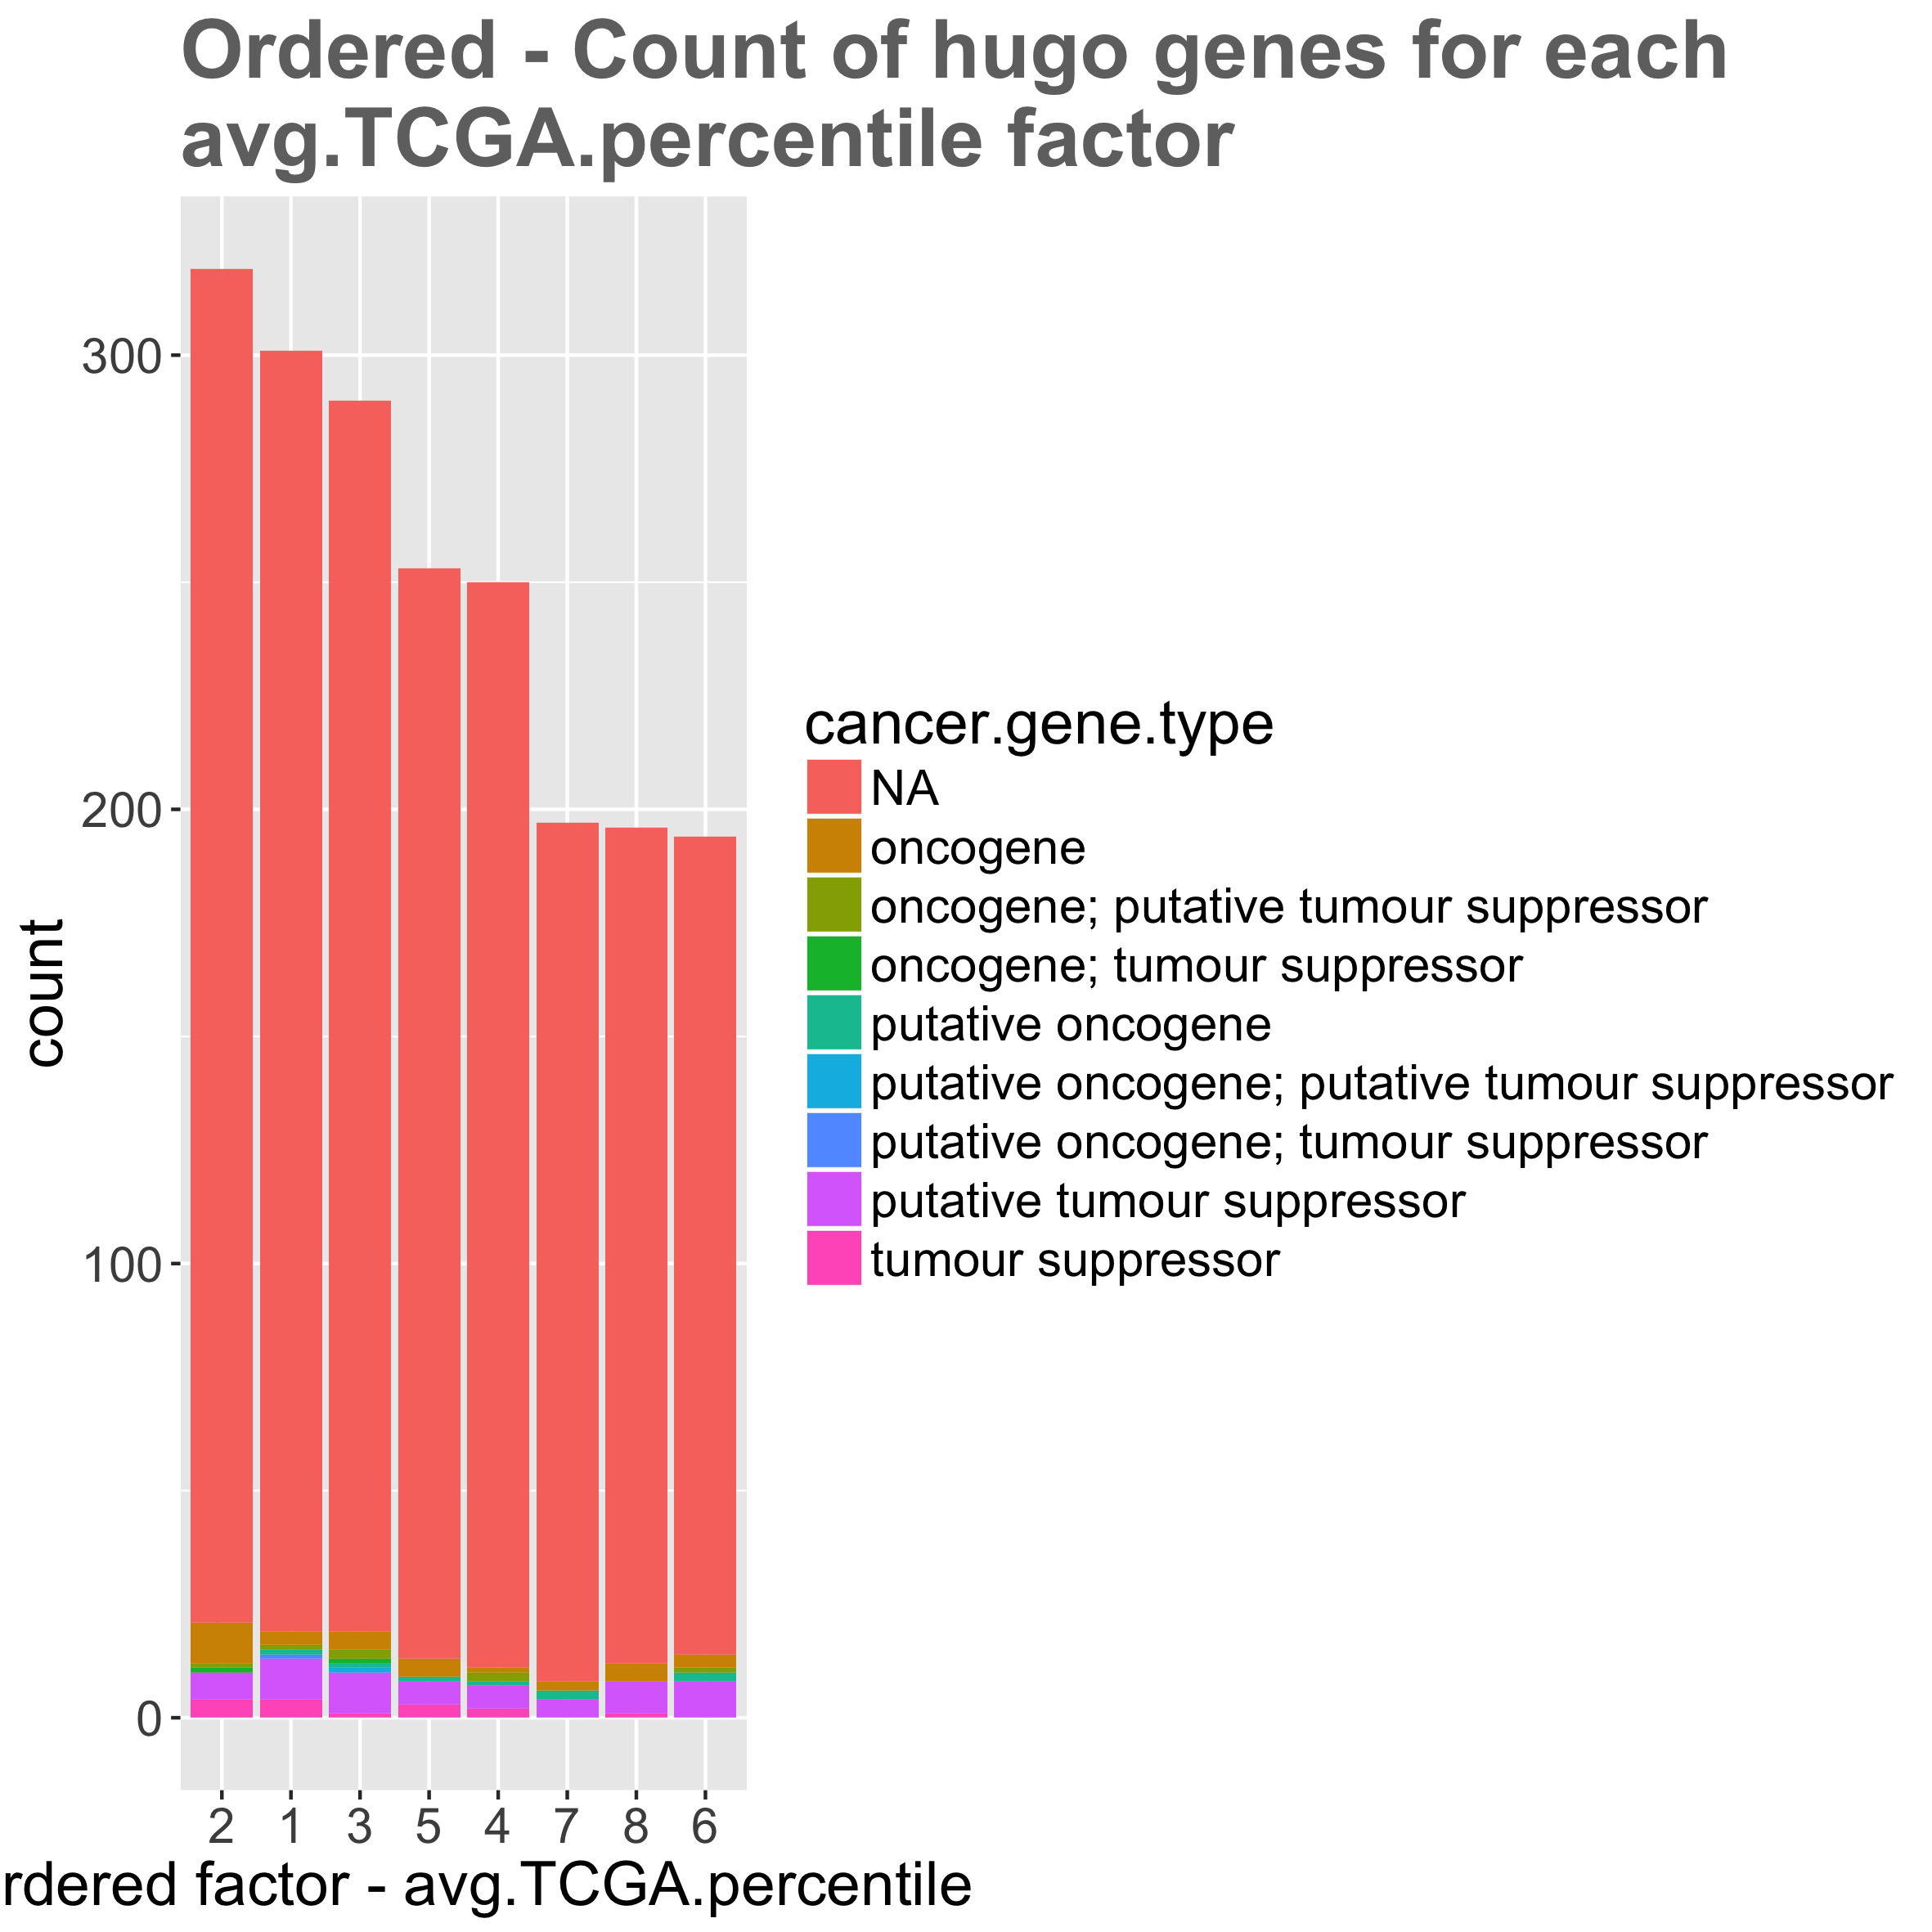 Ordered - Count of hugo genes for each
avg.TCGA.percentile factor
300
200
100
0
count
2 1 3 5 4 7 8 6
rdered factor - avg.TCGA.percentile
cancer.gene.type
NA
oncogene
oncogene; putative tumour suppressor
oncogene; tumour suppressor
putative oncogene
putative oncogene; putative tumour suppressor
putative oncogene; tumour suppressor
putative tumour suppressor
tumour suppressor